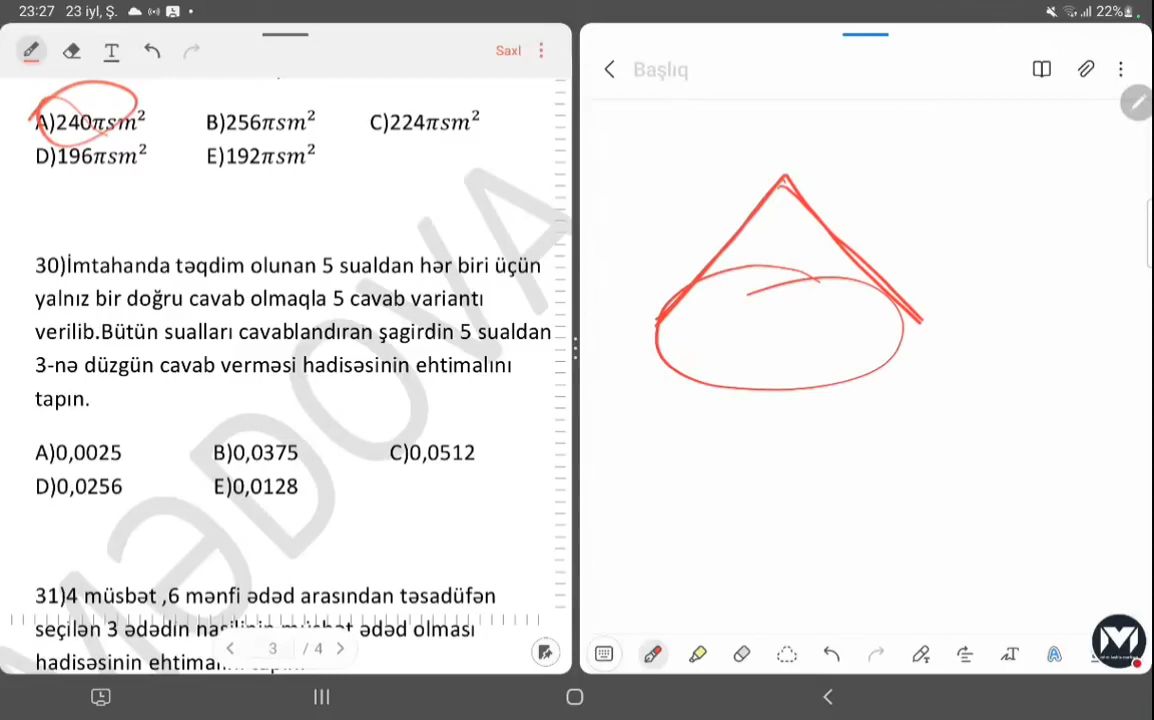 23:27 23 iyl, Ş.
22%
Saxl
Başlıq
A)240πsm² B)256πsm² C)224πsm²
D)196πsm² E)192πsm²
30)İmtahanda təqdim olunan 5 sualdan hər biri üçün
yalnız bir doğru cavab olmaqla 5 cavab variantı
verilib.Bütün sualları cavablandıran şagirdin 5 sualdan
3-nə düzgün cavab verməsi hadisəsinin ehtimalını
tapın.
A)0,0025 B)0,0375 C)0,0512
D)0,0256 E)0,0128
31)4 müsbət ,6 mənfi ədəd arasından təsadüfən
seçilən 3 ədədin ədəd olması
hadisəsinin
3 / 4
MƏDOVA